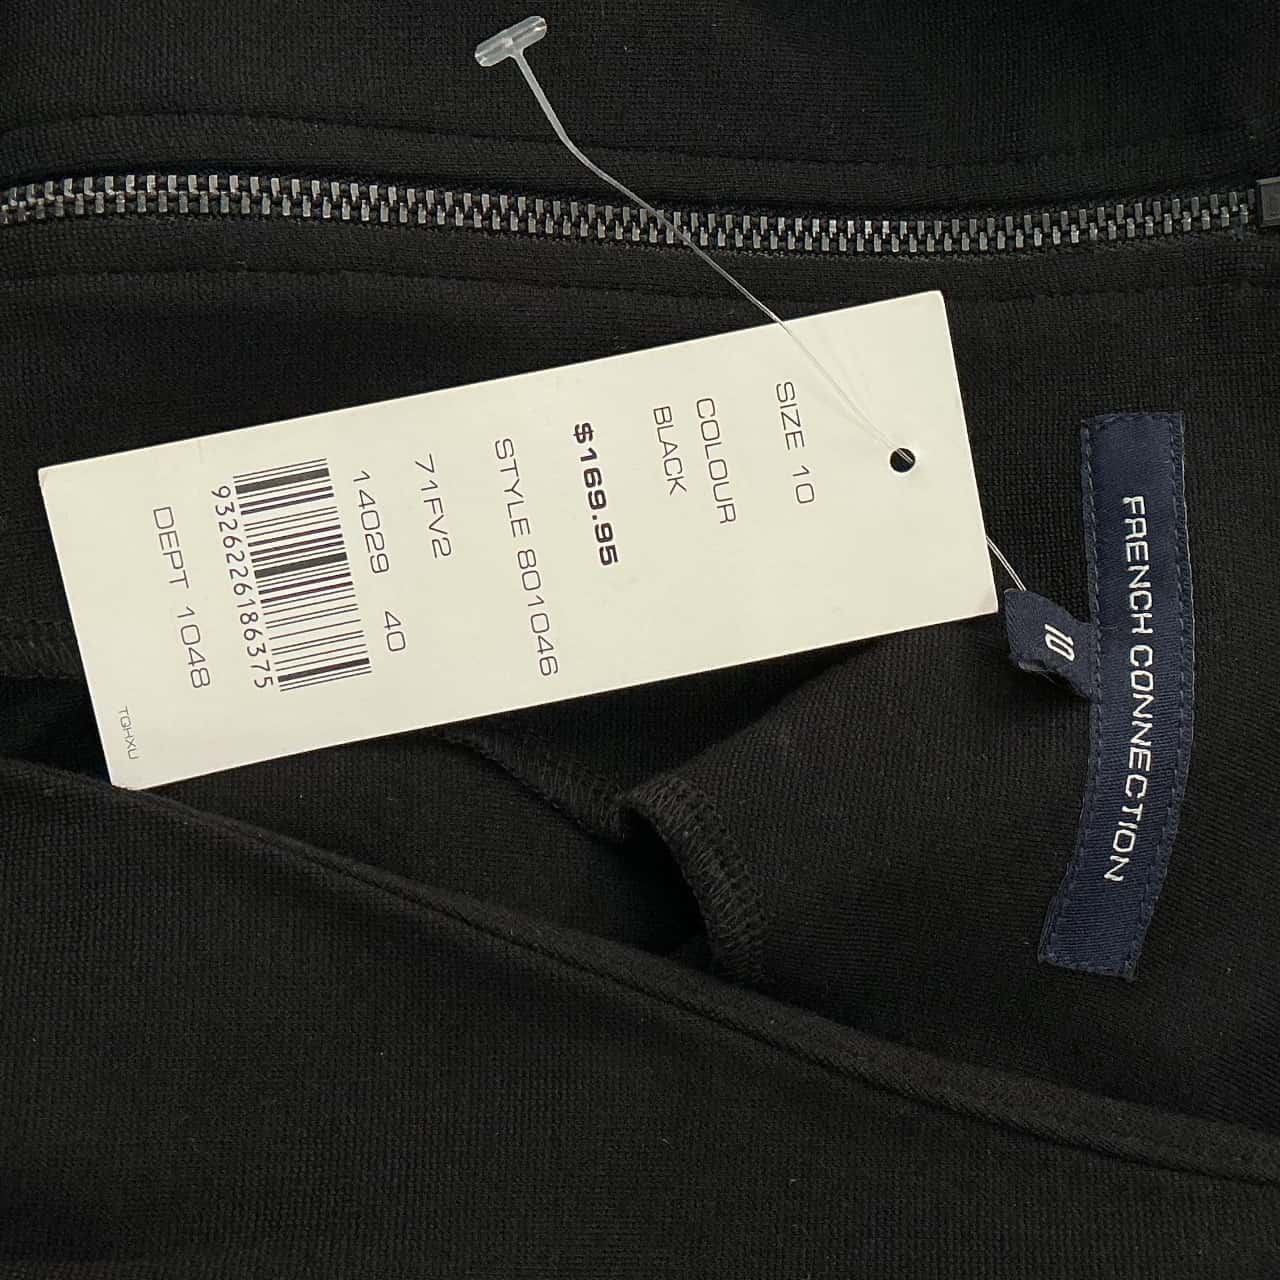 SIZE 10
COLOUR
BLACK
$169.95
STYLE 801046
71FV2
14029 40
9326226186375
DEPT 1048
TQHXU
10
FRENCH CONNECTION